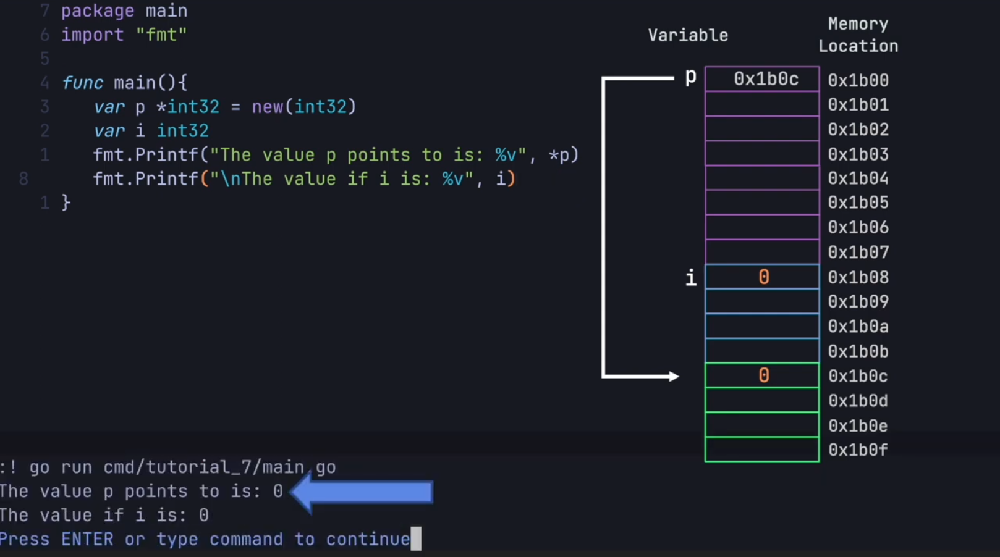 7 package main
6 import "fmt"
5
4 func main(){
3 var p *int32 = new(int32)
2 var i int32
1 fmt.Printf("The value p points to is: %v", *p)
8 fmt.Printf("\nThe value if i is: %v", i)
1 }
Variable
Memory
Location
p 0x1b0c 0x1b00
0x1b01
0x1b02
0x1b03
0x1b04
0x1b05
0x1b06
0x1b07
i 0 0x1b08
0x1b09
0x1b0a
0x1b0b
0 0x1b0c
0x1b0d
0x1b0e
0x1b0f
:! go run cmd/tutorial_7/main.go
The value p points to is: 0
The value if i is: 0
Press ENTER or type command to continue